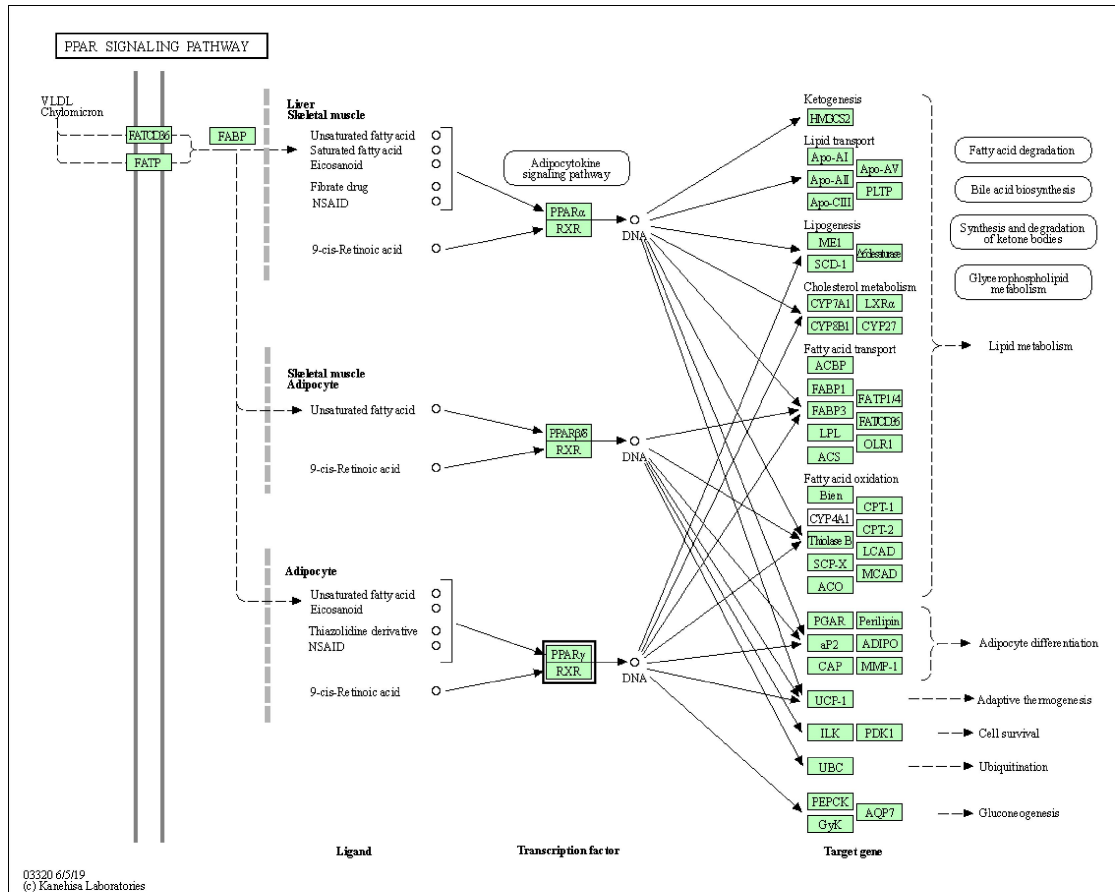 PPAR SIGNALING PATHWAY
VLDL
Chylomicron
FATCD36
FATP
FABP
Liver
Skeletal muscle
Unsaturated fatty acid
Saturated fatty acid
Eicosanoid
Fibrate drug
NSAID
9-cis-Retinoic acid
Adipocytokine
signaling pathway
PPARα
RXR
DNA
Skeletal muscle
Adipocyte
Unsaturated fatty acid
9-cis-Retinoic acid
PPARβ/δ
RXR
DNA
Adipocyte
Unsaturated fatty acid
Eicosanoid
Thiazolidine derivative
NSAID
9-cis-Retinoic acid
PPARγ
RXR
DNA
Ketogenesis
HMGCS2
Lipid transport
Apo-AI
Apo-AV
Apo-AII
PLTP
Apo-CIII
Lipogenesis
ME1
SCD-1
Cholesterol metabolism
CYP7A1 LXRα
CYP8B1 CYP27
Fatty acid transport
ACBP
FABP1
FATP1/4
FABP3
FATCD36
LPL
OLR1
ACS
Fatty acid oxidation
Bien
CPT-1
CYP4A1
CPT-2
Thiolase B
LCAD
SCP-X
MCAD
ACO
PGAR Perilipin
aP2 ADIPO
CAP MMP-1
UCP-1
ILK PDK1
UBC
PEPCK
AQP7
GyK
Fatty acid degradation
Bile acid biosynthesis
Synthesis and degradation
of ketone bodies
Glycerophospholipid
metabolism
Lipid metabolism
Adipocyte differentiation
Adaptive thermogenesis
Cell survival
Ubiquitination
Gluconeogenesis
Ligand
Transcription factor
Target gene
03320 6/5/19
(c) Kanehisa Laboratories